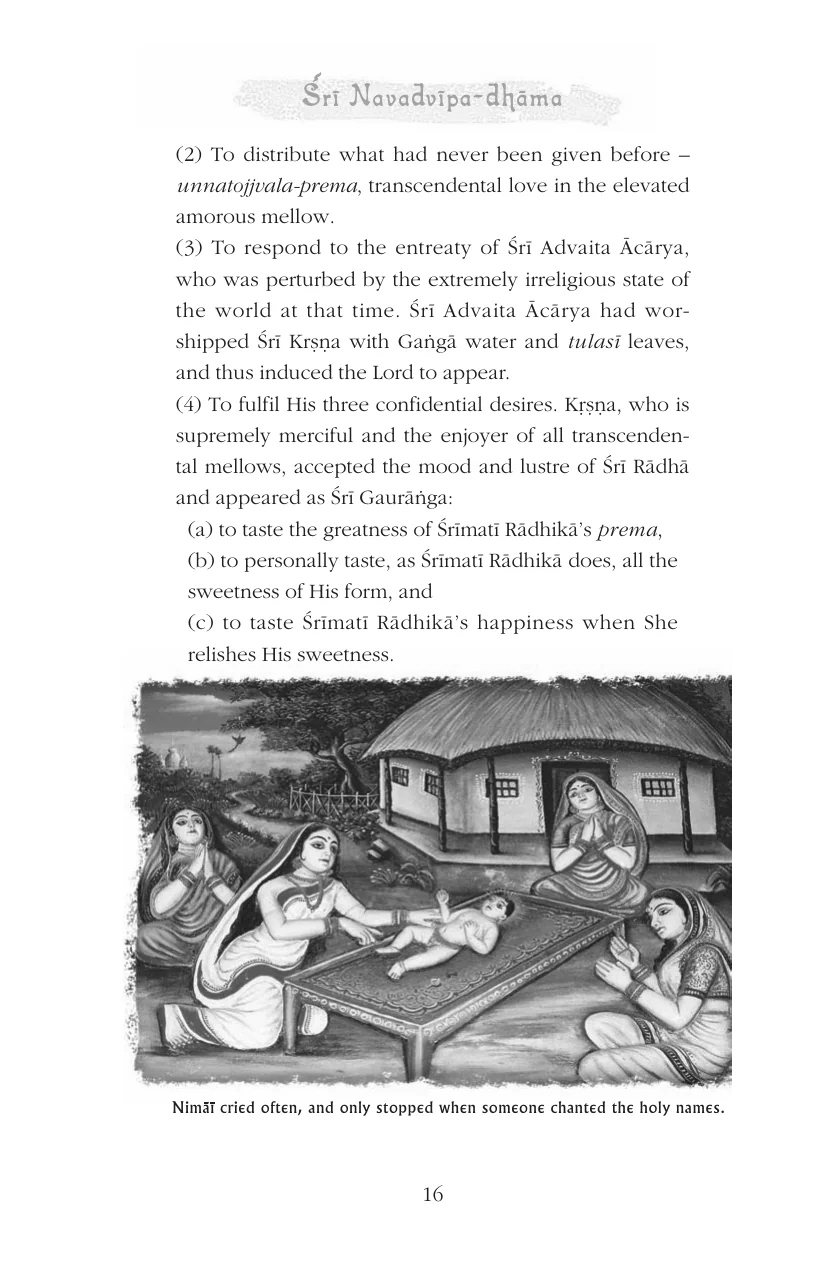 Śrī Navadvīpa-dhāma
(2) To distribute what had never been given before –
unnatojjvala-prema, transcendental love in the elevated
amorous mellow.
(3) To respond to the entreaty of Śrī Advaita Ācārya,
who was perturbed by the extremely irreligious state of
the world at that time. Śrī Advaita Ācārya had wor-
shipped Śrī Kṛṣṇa with Gaṅgā water and tulasī leaves,
and thus induced the Lord to appear.
(4) To fulfil His three confidential desires. Kṛṣṇa, who is
supremely merciful and the enjoyer of all transcenden-
tal mellows, accepted the mood and lustre of Śrī Rādhā
and appeared as Śrī Gaurāṅga:
(a) to taste the greatness of Śrīmatī Rādhikā’s prema,
(b) to personally taste, as Śrīmatī Rādhikā does, all the
sweetness of His form, and
(c) to taste Śrīmatī Rādhikā’s happiness when She
relishes His sweetness.
Nimāī cried often, and only stopped when someone chanted the holy names.
16